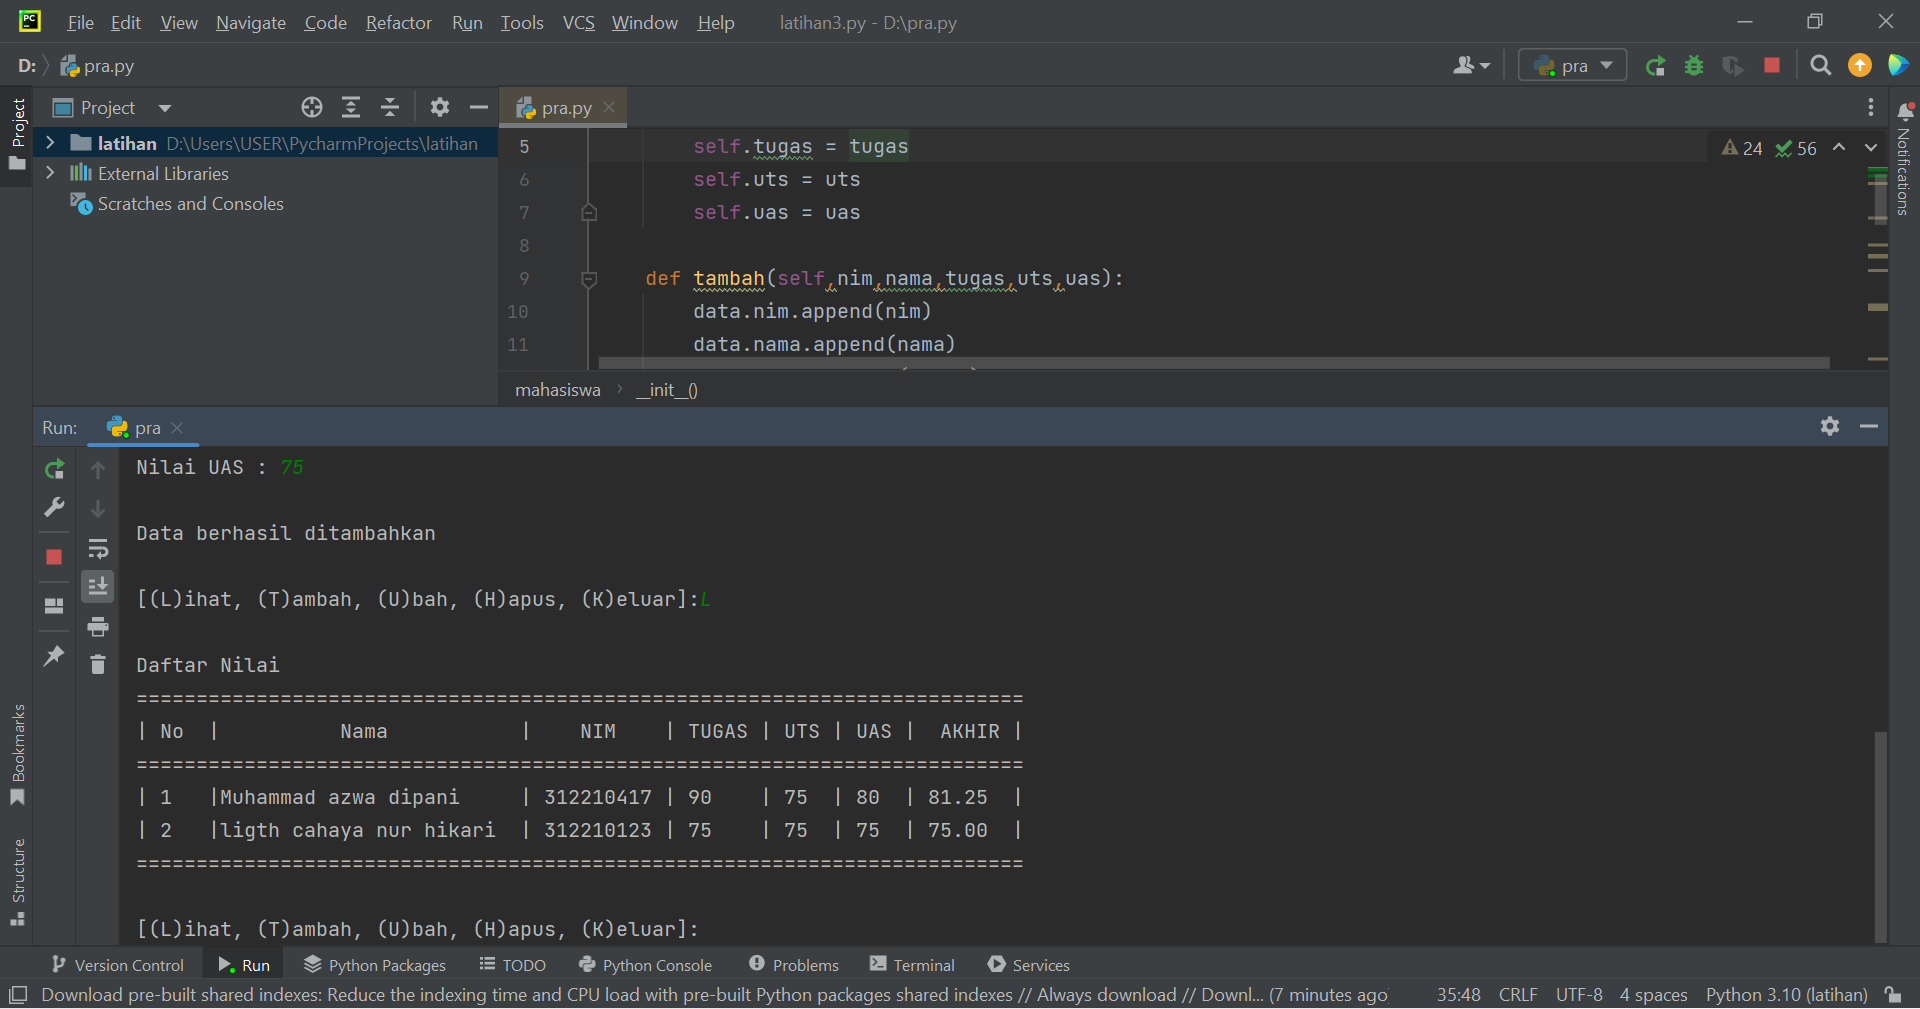 File Edit View Navigate Code Refactor Run Tools VCS Window Help latihan3.py - D:\pra.py
D: pra.py pra
Project
Project
pra.py
latihan D:\Users\USER\PycharmProjects\latihan
External Libraries
Scratches and Consoles
5 self.tugas = tugas
24 56
6 self.uts = uts
7 self.uas = uas
8
9 def tambah(self,nim,nama,tugas,uts,uas):
10 data.nim.append(nim)
11 data.nama.append(nama)
mahasiswa › __init__()
Notifications
Run: pra
Nilai UAS : 75
Data berhasil ditambahkan
[(L)ihat, (T)ambah, (U)bah, (H)apus, (K)eluar]:L
Daftar Nilai
==========================================================================
| No  |          Nama           |    NIM    | TUGAS | UTS | UAS |  AKHIR |
==========================================================================
| 1   |Muhammad azwa dipani     | 312210417 | 90    | 75  | 80  | 81.25  |
| 2   |ligth cahaya nur hikari  | 312210123 | 75    | 75  | 75  | 75.00  |
==========================================================================
[(L)ihat, (T)ambah, (U)bah, (H)apus, (K)eluar]:
Bookmarks
Structure
Version Control Run Python Packages TODO Python Console Problems Terminal Services
Download pre-built shared indexes: Reduce the indexing time and CPU load with pre-built Python packages shared indexes // Always download // Downl... (7 minutes ago) 35:48 CRLF UTF-8 4 spaces Python 3.10 (latihan)